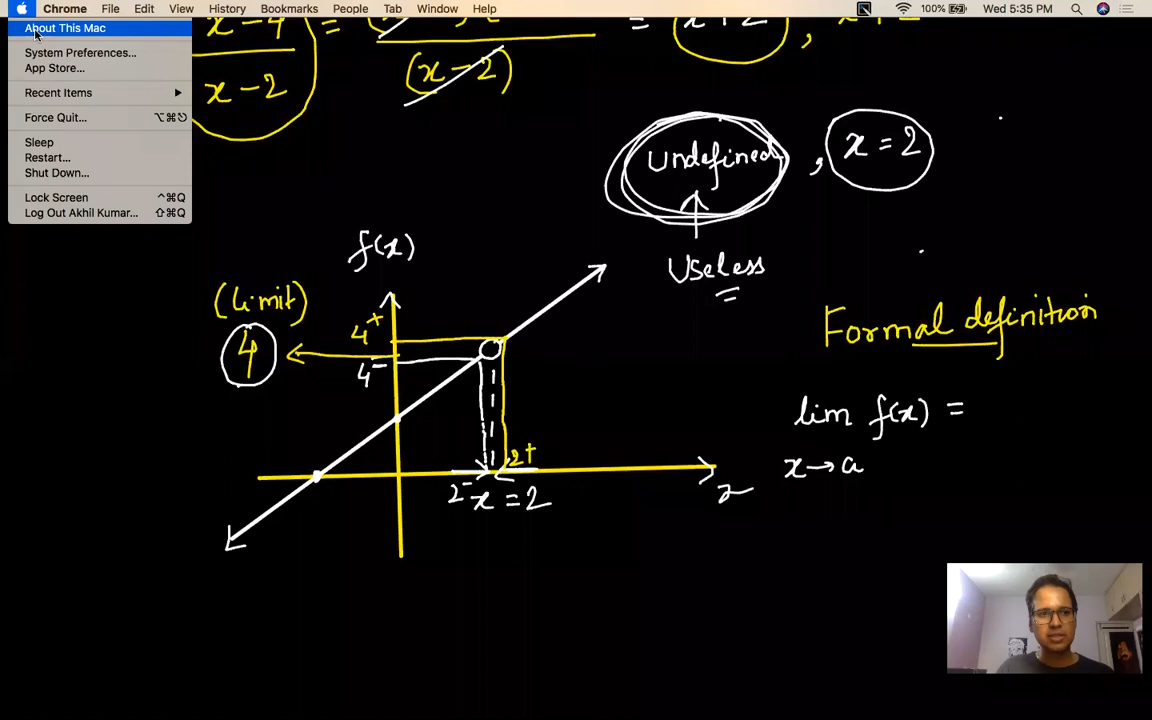 Chrome File Edit View History Bookmarks People Tab Window Help 100% Wed 5:35 PM
About This Mac
System Preferences...
App Store...
Recent Items
Force Quit... ⌥⌘⎋
Sleep
Restart...
Shut Down...
Lock Screen ^⌘Q
Log Out Akhil Kumar... ⇧⌘Q
x-4 =
x-2
(x-2)
=
,
Undefined , x = 2
Useless
f(x)
(limit)
4
4+
4-
Formal definition
lim f(x) =
x→a
2+
2- x = 2